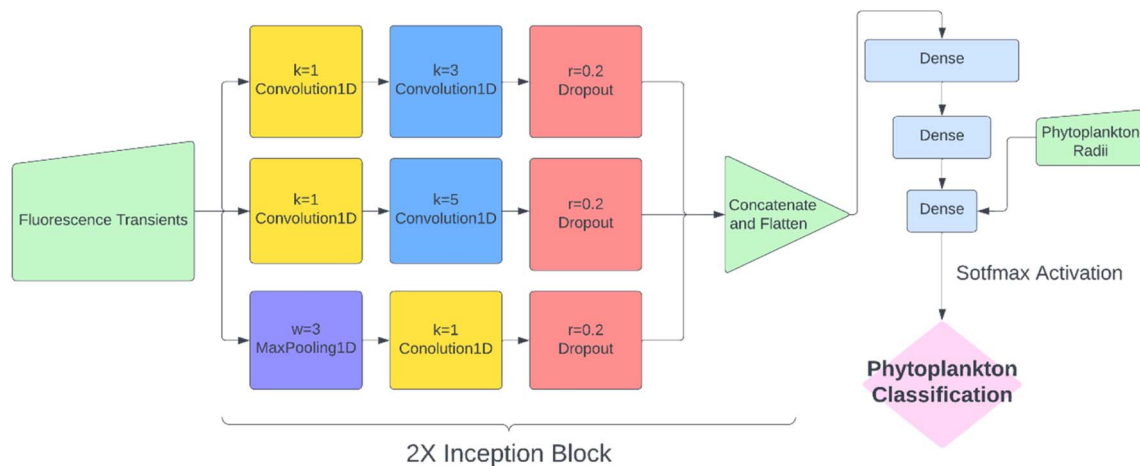 k=1
Convolution1D
k=3
Convolution1D
r=0.2
Dropout
Fluorescence Transients
k=1
Convolution1D
k=5
Convolution1D
r=0.2
Dropout
w=3
MaxPooling1D
k=1
Conolution1D
r=0.2
Dropout
Concatenate
and Flatten
2X Inception Block
Dense
Dense
Phytoplankton
Radii
Dense
Sotfmax Activation
Phytoplankton
Classification